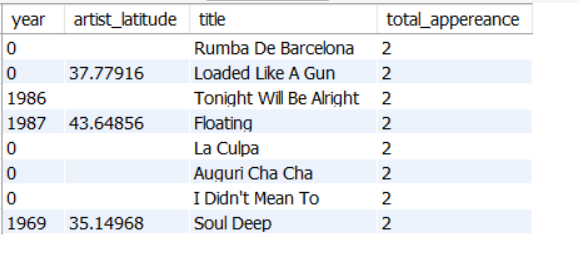 year artist_latitude title total_appereance
0 Rumba De Barcelona 2
0 37.77916 Loaded Like A Gun 2
1986 Tonight Will Be Alright 2
1987 43.64856 Floating 2
0 La Culpa 2
0 Auguri Cha Cha 2
0 I Didn't Mean To 2
1969 35.14968 Soul Deep 2